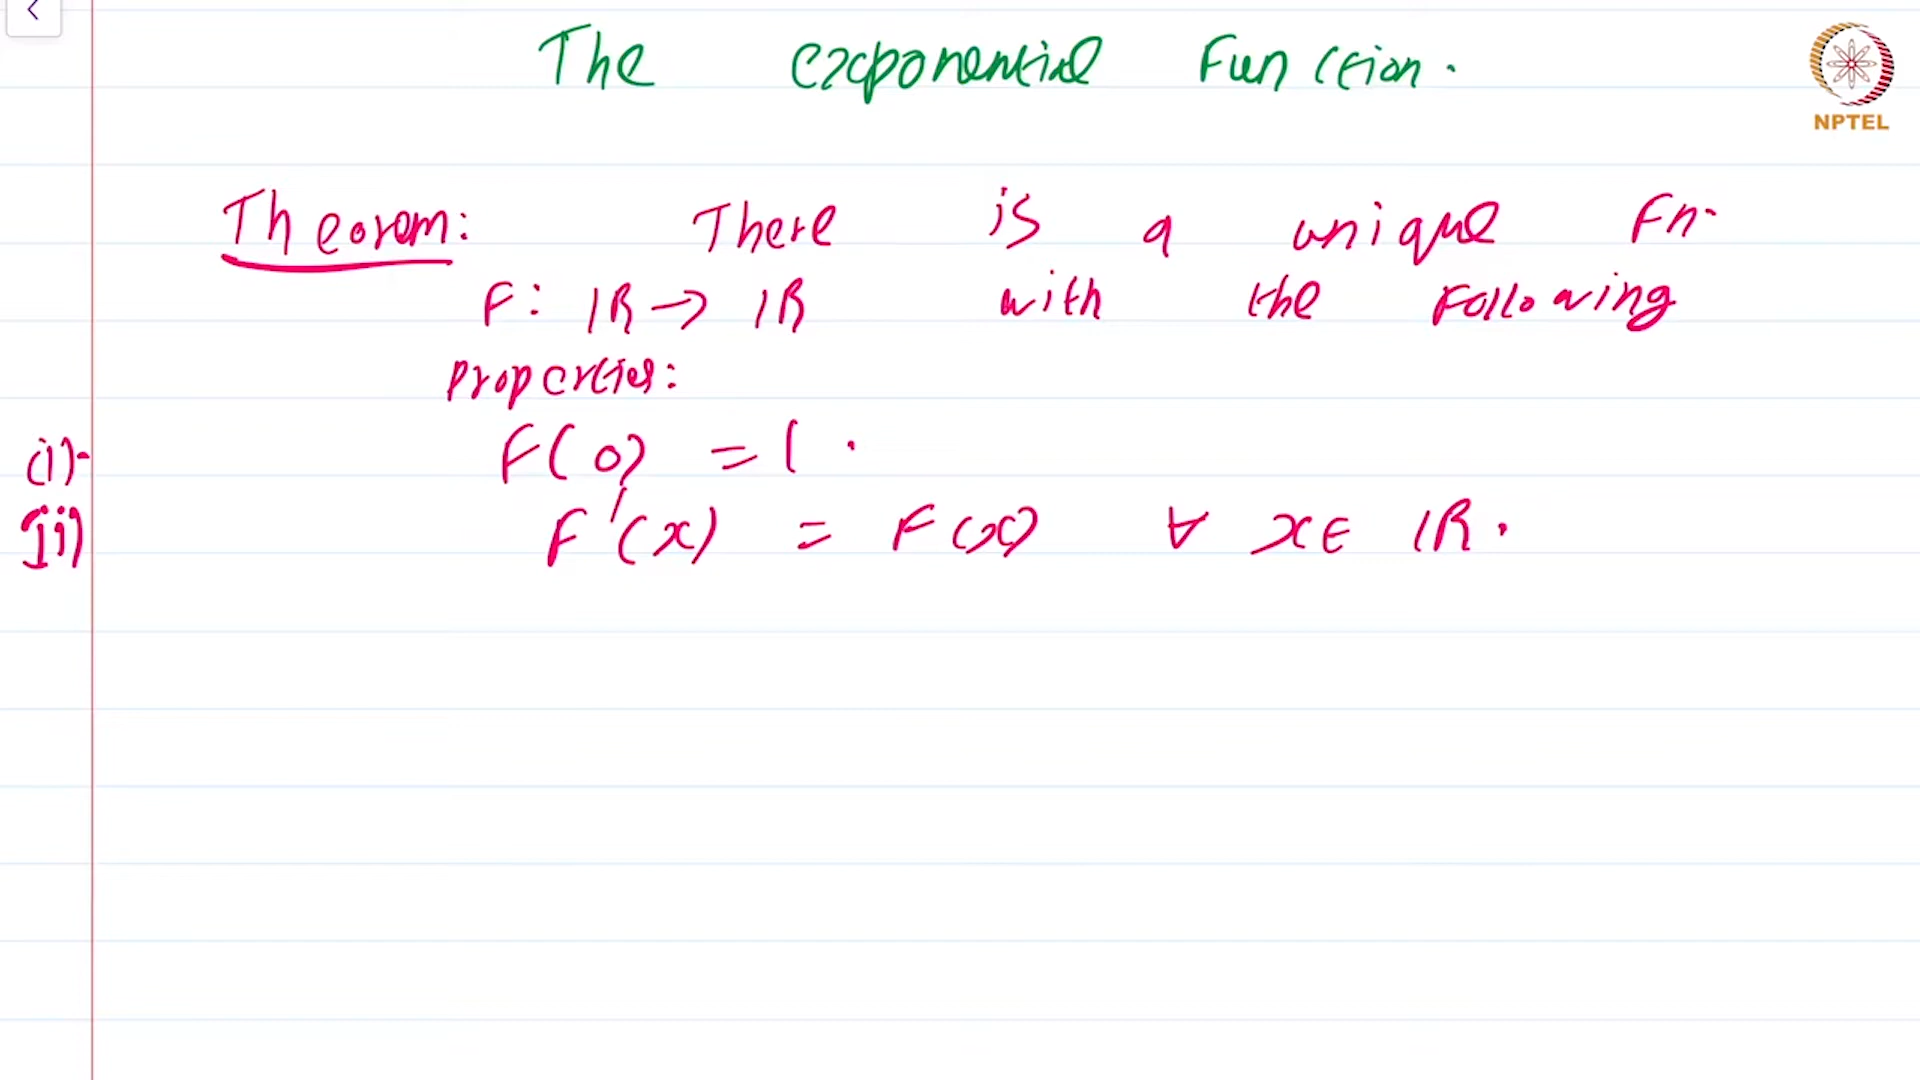 The exponential Function.
NPTEL
Theorem: There is a unique Fn.
F: ℝ → ℝ with the following
properties:
(i). F(0) = 1.
(ii) F'(x) = F(x) ∀ x ∈ ℝ.